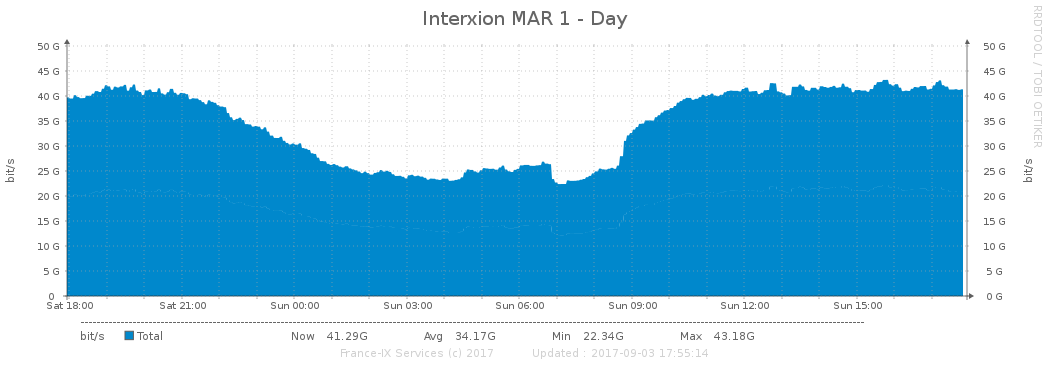 Interxion MAR 1 - Day
RRDTOOL / TOBI OETIKER
bit/s
50 G 50 G
45 G 45 G
40 G 40 G
35 G 35 G
30 G 30 G
25 G 25 G
20 G 20 G
15 G 15 G
10 G 10 G
5 G 5 G
0 0 G
bit/s
Sat 18:00 Sat 21:00 Sun 00:00 Sun 03:00 Sun 06:00 Sun 09:00 Sun 12:00 Sun 15:00
bit/s Total Now 41.29G Avg 34.17G Min 22.34G Max 43.18G
France-IX Services (c) 2017 Updated : 2017-09-03 17:55:14